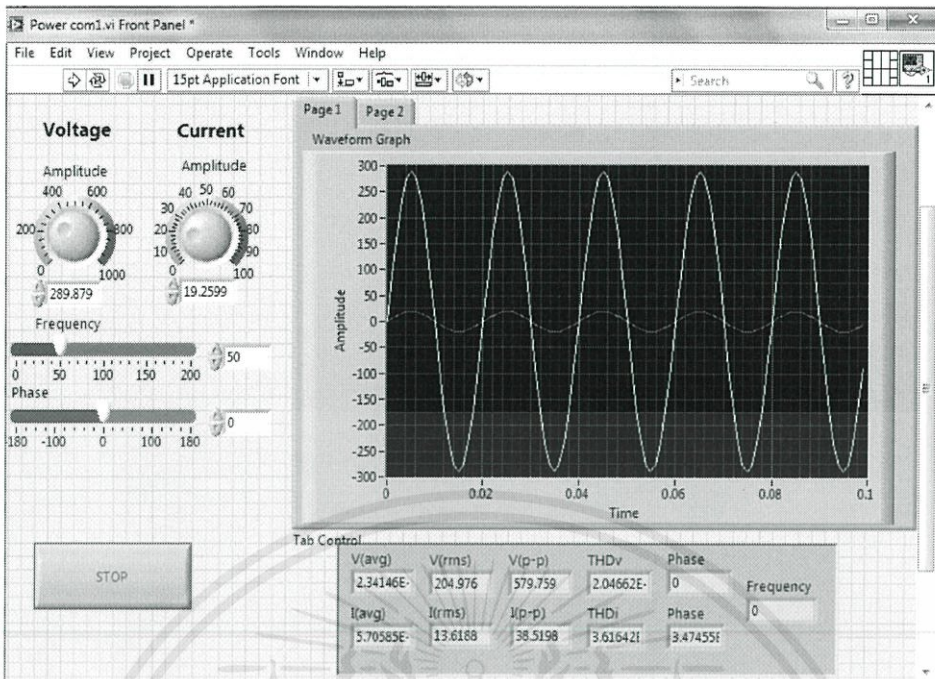 Power com1.vi Front Panel *
File Edit View Project Operate Tools Window Help
15pt Application Font
Search
1
Page 1 Page 2
Voltage Current
Amplitude Amplitude
0 200 400 600 800 1000
0 10 20 30 40 50 60 70 80 90 100
289.879
19.2599
Frequency
0 50 100 150 200
50
Phase
-180 -100 0 100 180
0
STOP
Waveform Graph
Amplitude
300
250
200
150
100
50
0
-50
-100
-150
-200
-250
-300
0 0.02 0.04 0.06 0.08 0.1
Time
Tab Control
V(avg) V(rms) V(p-p) THDv Phase
2.34146E- 204.976 579.759 2.04662E- 0
Frequency
0
I(avg) I(rms) I(p-p) THDi Phase
5.70585E- 13.6188 38.5198 3.61642E 3.47455E